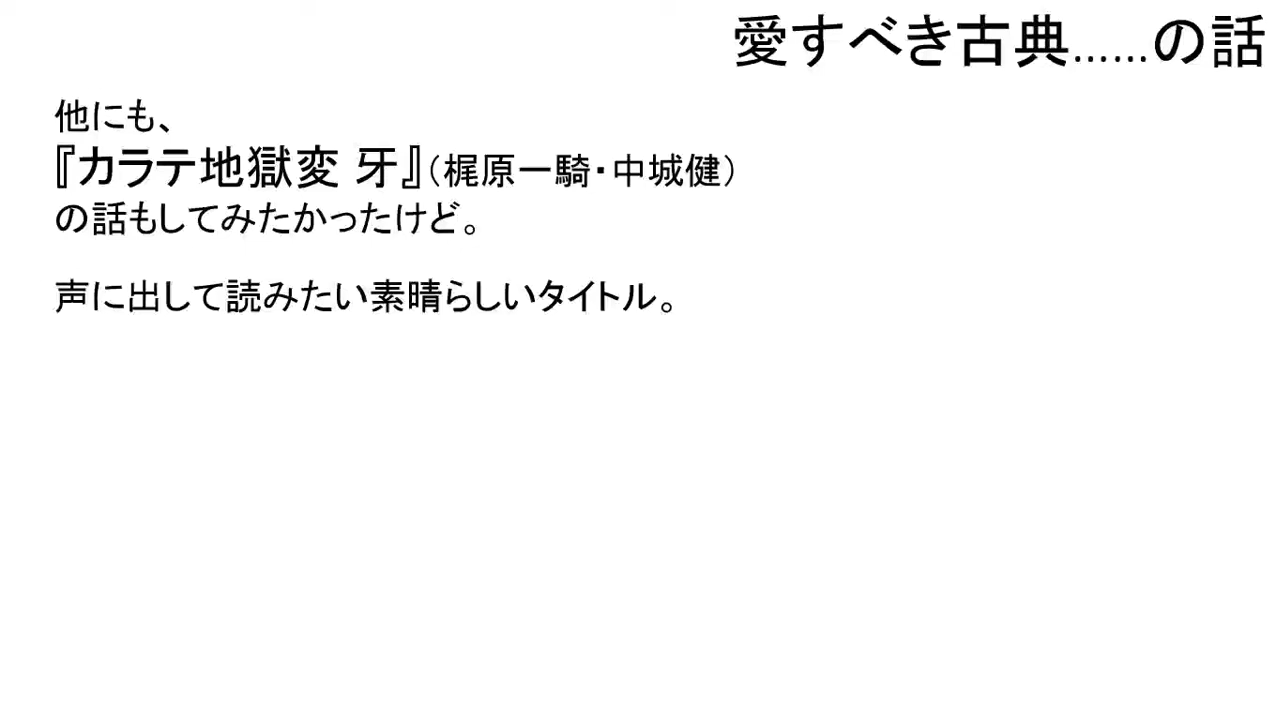 愛すべき古典……の話
他にも、
『カラテ地獄変 牙』（梶原一騎・中城健）
の話もしてみたかったけど。
声に出して読みたい素晴らしいタイトル。